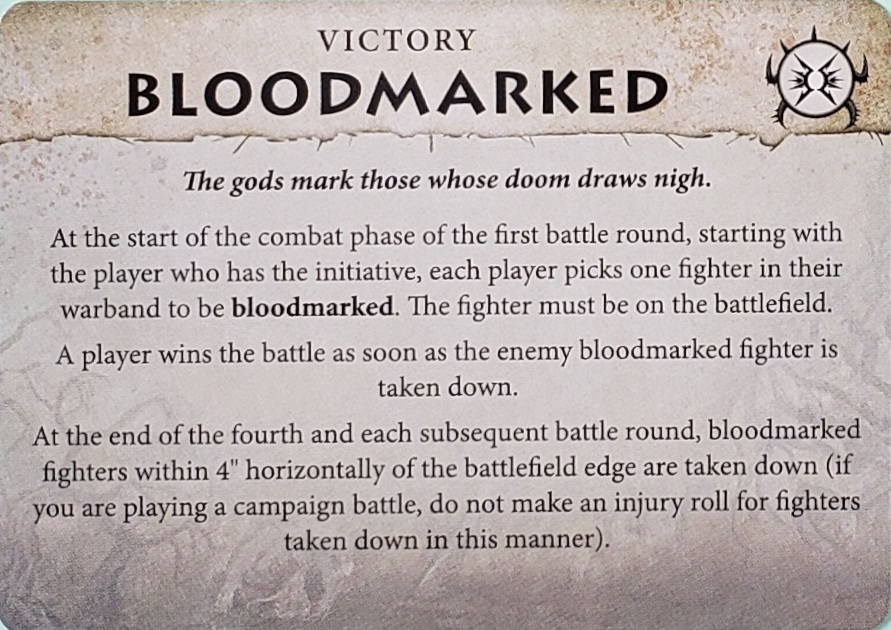 VICTORY
BLOODMARKED
The gods mark those whose doom draws nigh.
At the start of the combat phase of the first battle round, starting with
the player who has the initiative, each player picks one fighter in their
warband to be bloodmarked. The fighter must be on the battlefield.
A player wins the battle as soon as the enemy bloodmarked fighter is
taken down.
At the end of the fourth and each subsequent battle round, bloodmarked
fighters within 4" horizontally of the battlefield edge are taken down (if
you are playing a campaign battle, do not make an injury roll for fighters
taken down in this manner).